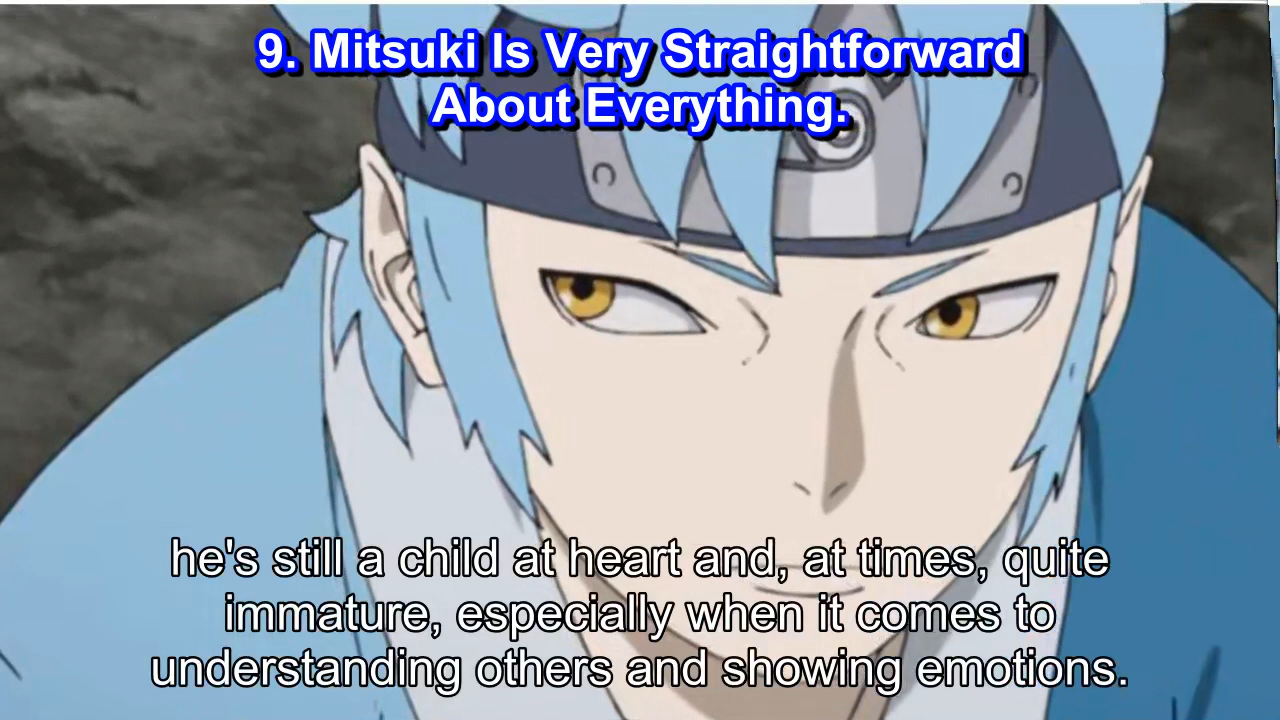 9. Mitsuki Is Very Straightforward
About Everything.
he's still a child at heart and, at times, quite
immature, especially when it comes to
understanding others and showing emotions.